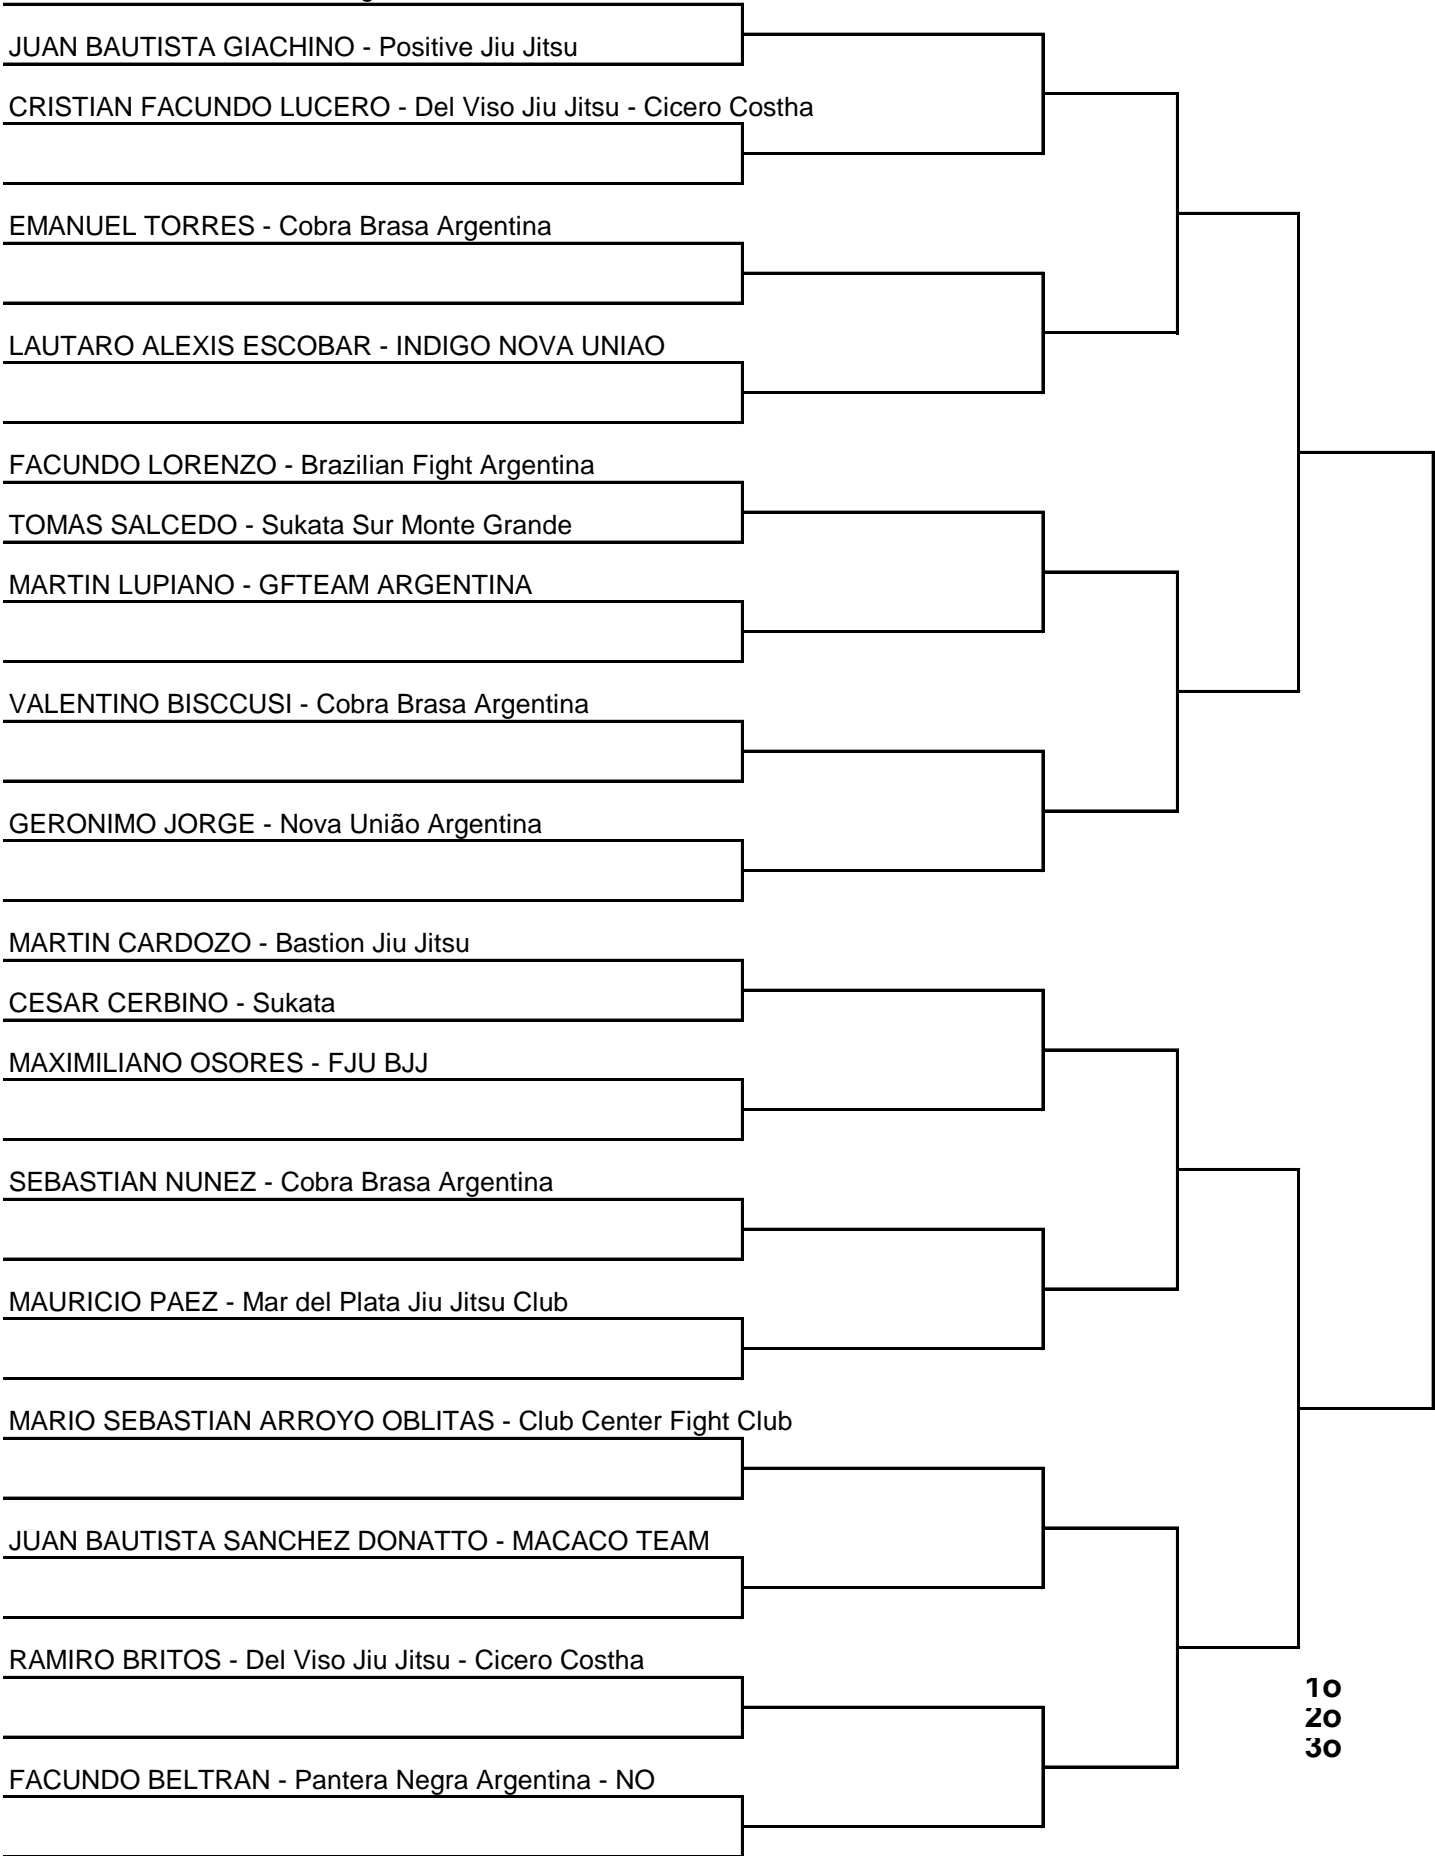 JUAN BAUTISTA GIACHINO - Positive Jiu Jitsu
CRISTIAN FACUNDO LUCERO - Del Viso Jiu Jitsu - Cicero Costha
EMANUEL TORRES - Cobra Brasa Argentina
LAUTARO ALEXIS ESCOBAR - INDIGO NOVA UNIAO
FACUNDO LORENZO - Brazilian Fight Argentina
TOMAS SALCEDO - Sukata Sur Monte Grande
MARTIN LUPIANO - GFTEAM ARGENTINA
VALENTINO BISCCUSI - Cobra Brasa Argentina
GERONIMO JORGE - Nova União Argentina
MARTIN CARDOZO - Bastion Jiu Jitsu
CESAR CERBINO - Sukata
MAXIMILIANO OSORES - FJU BJJ
SEBASTIAN NUNEZ - Cobra Brasa Argentina
MAURICIO PAEZ - Mar del Plata Jiu Jitsu Club
MARIO SEBASTIAN ARROYO OBLITAS - Club Center Fight Club
JUAN BAUTISTA SANCHEZ DONATTO - MACACO TEAM
RAMIRO BRITOS - Del Viso Jiu Jitsu - Cicero Costha
1o
2o
3o
FACUNDO BELTRAN - Pantera Negra Argentina - NO